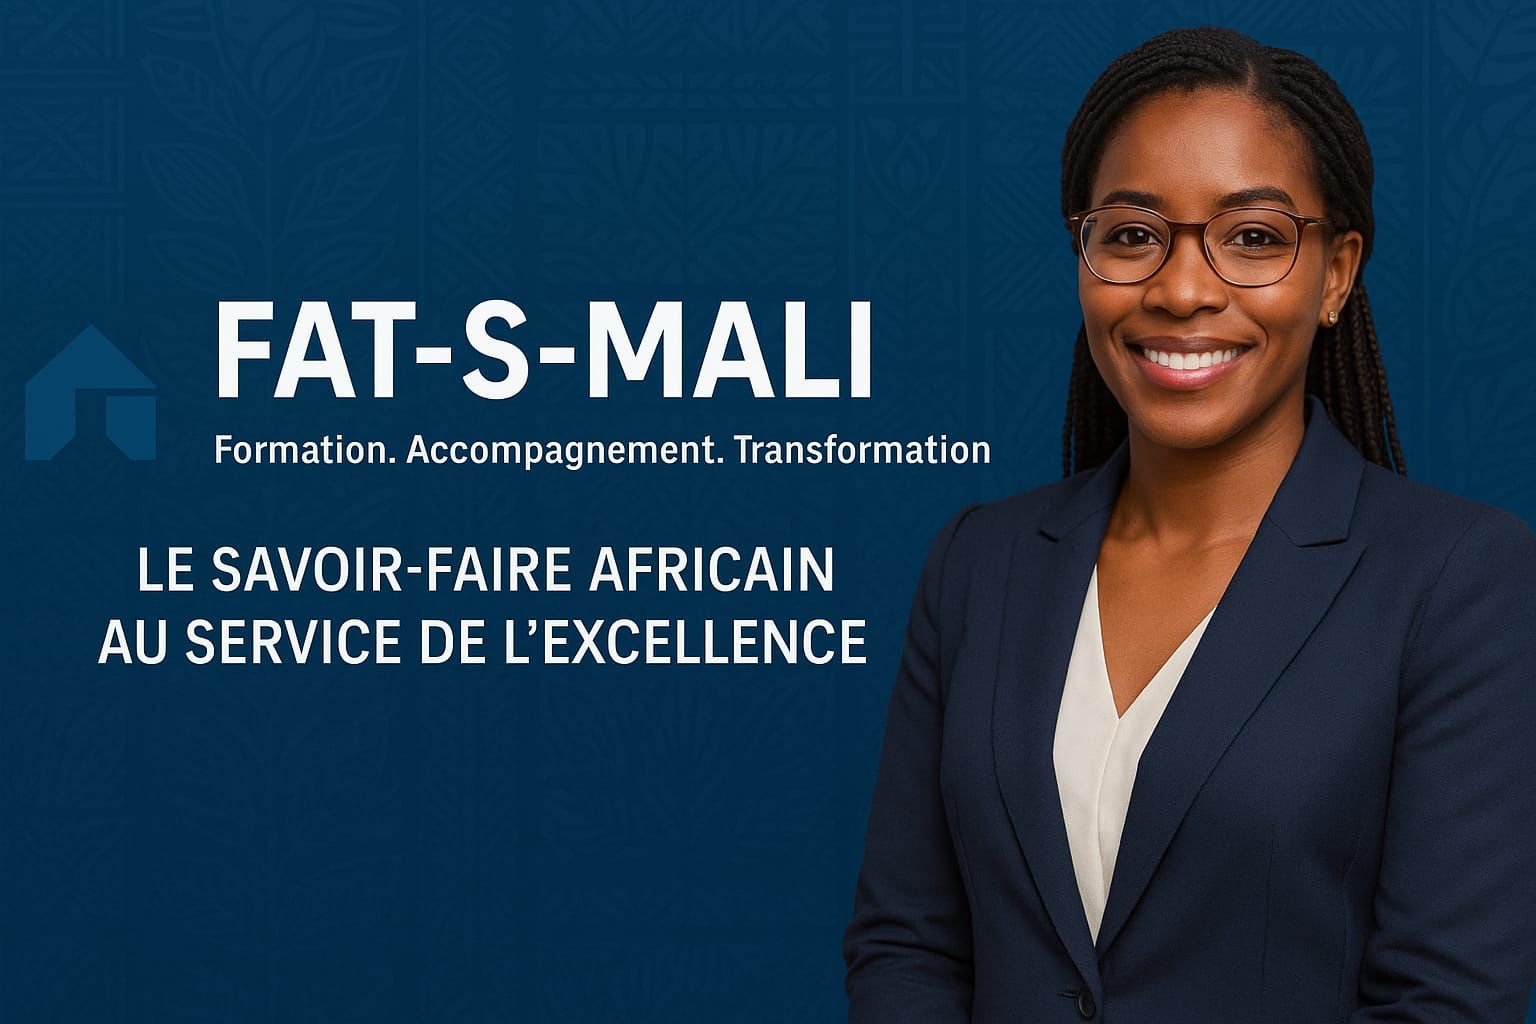 FAT-S-MALI
Formation. Accompagnement. Transformation
LE SAVOIR-FAIRE AFRICAIN
AU SERVICE DE L’EXCELLENCE